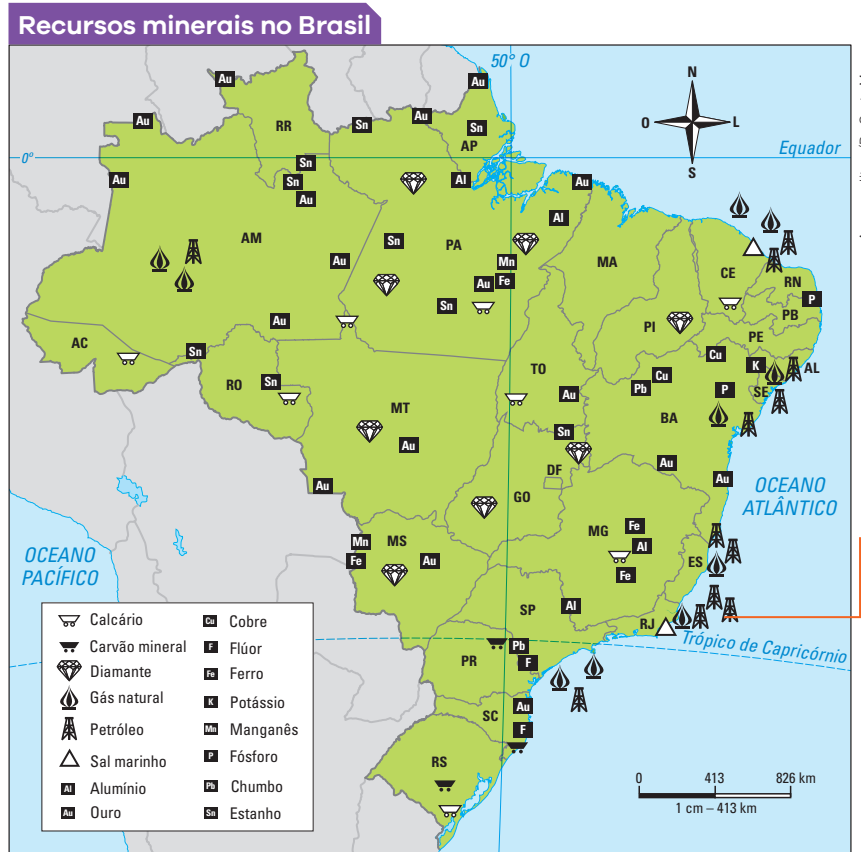 Recursos minerais no Brasil
50° O
N
O
L
S
Equador
0°
Au
Au
RR
Sn
Au
Au
Sn
AP
Au
Sn
Sn
Au
Al
Au
Al
AM
Sn
PA
Au
Mn
Au
Fe
Sn
MA
CE
RN
P
PB
PI
PE
AL
Au
AC
Sn
RO
Sn
MT
Au
Au
TO
Au
Sn
Cu
Cu
Pb
K
P
SE
BA
Au
Au
DF
GO
OCEANO
ATLÂNTICO
MG
Fe
Al
Fe
ES
OCEANO
PACÍFICO
Mn
Fe
MS
Au
SP
Al
RJ
Trópico de Capricórnio
PR
Pb
F
SC
Au
F
RS
Calcário
Carvão mineral
Diamante
Gás natural
Petróleo
Sal marinho
Al Alumínio
Au Ouro
Cu Cobre
F Flúor
Fe Ferro
K Potássio
Mn Manganês
P Fósforo
Pb Chumbo
Sn Estanho
0 413 826 km
1 cm – 413 km